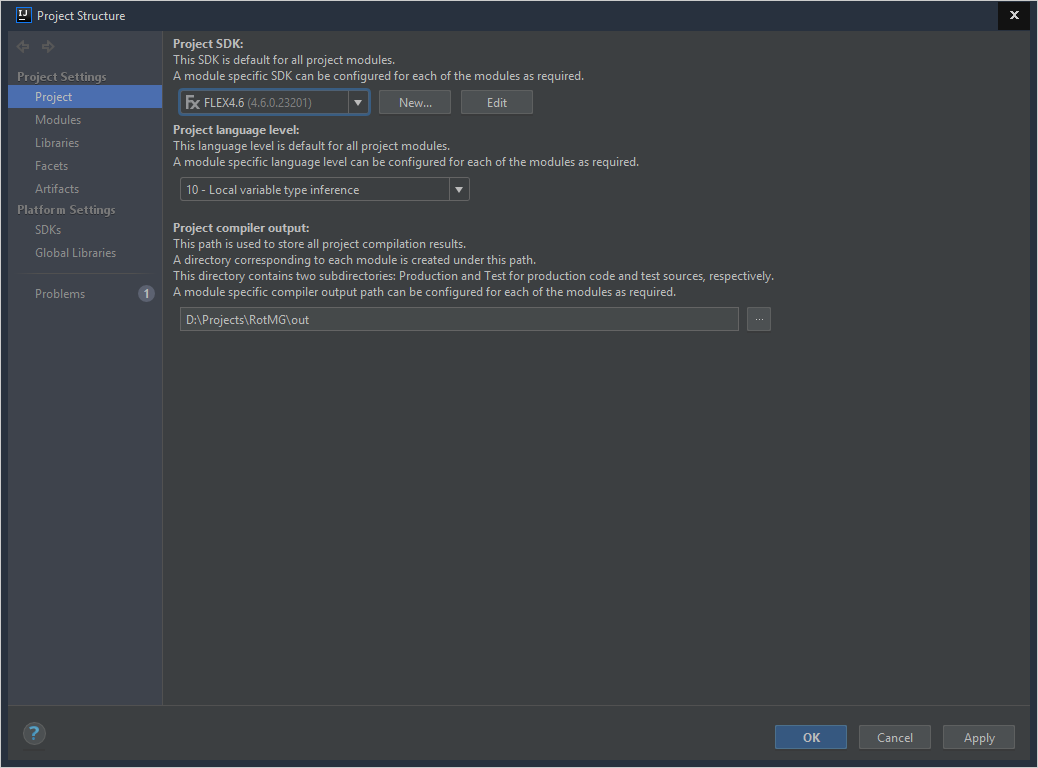 Project Structure
Project Settings
Project
Modules
Libraries
Facets
Artifacts
Platform Settings
SDKs
Global Libraries
Problems 1
Project SDK:
This SDK is default for all project modules.
A module specific SDK can be configured for each of the modules as required.
FLEX4.6 (4.6.0.23201) New... Edit
Project language level:
This language level is default for all project modules.
A module specific language level can be configured for each of the modules as required.
10 - Local variable type inference
Project compiler output:
This path is used to store all project compilation results.
A directory corresponding to each module is created under this path.
This directory contains two subdirectories: Production and Test for production code and test sources, respectively.
A module specific compiler output path can be configured for each of the modules as required.
D:\Projects\RotMG\out ...
? OK Cancel Apply